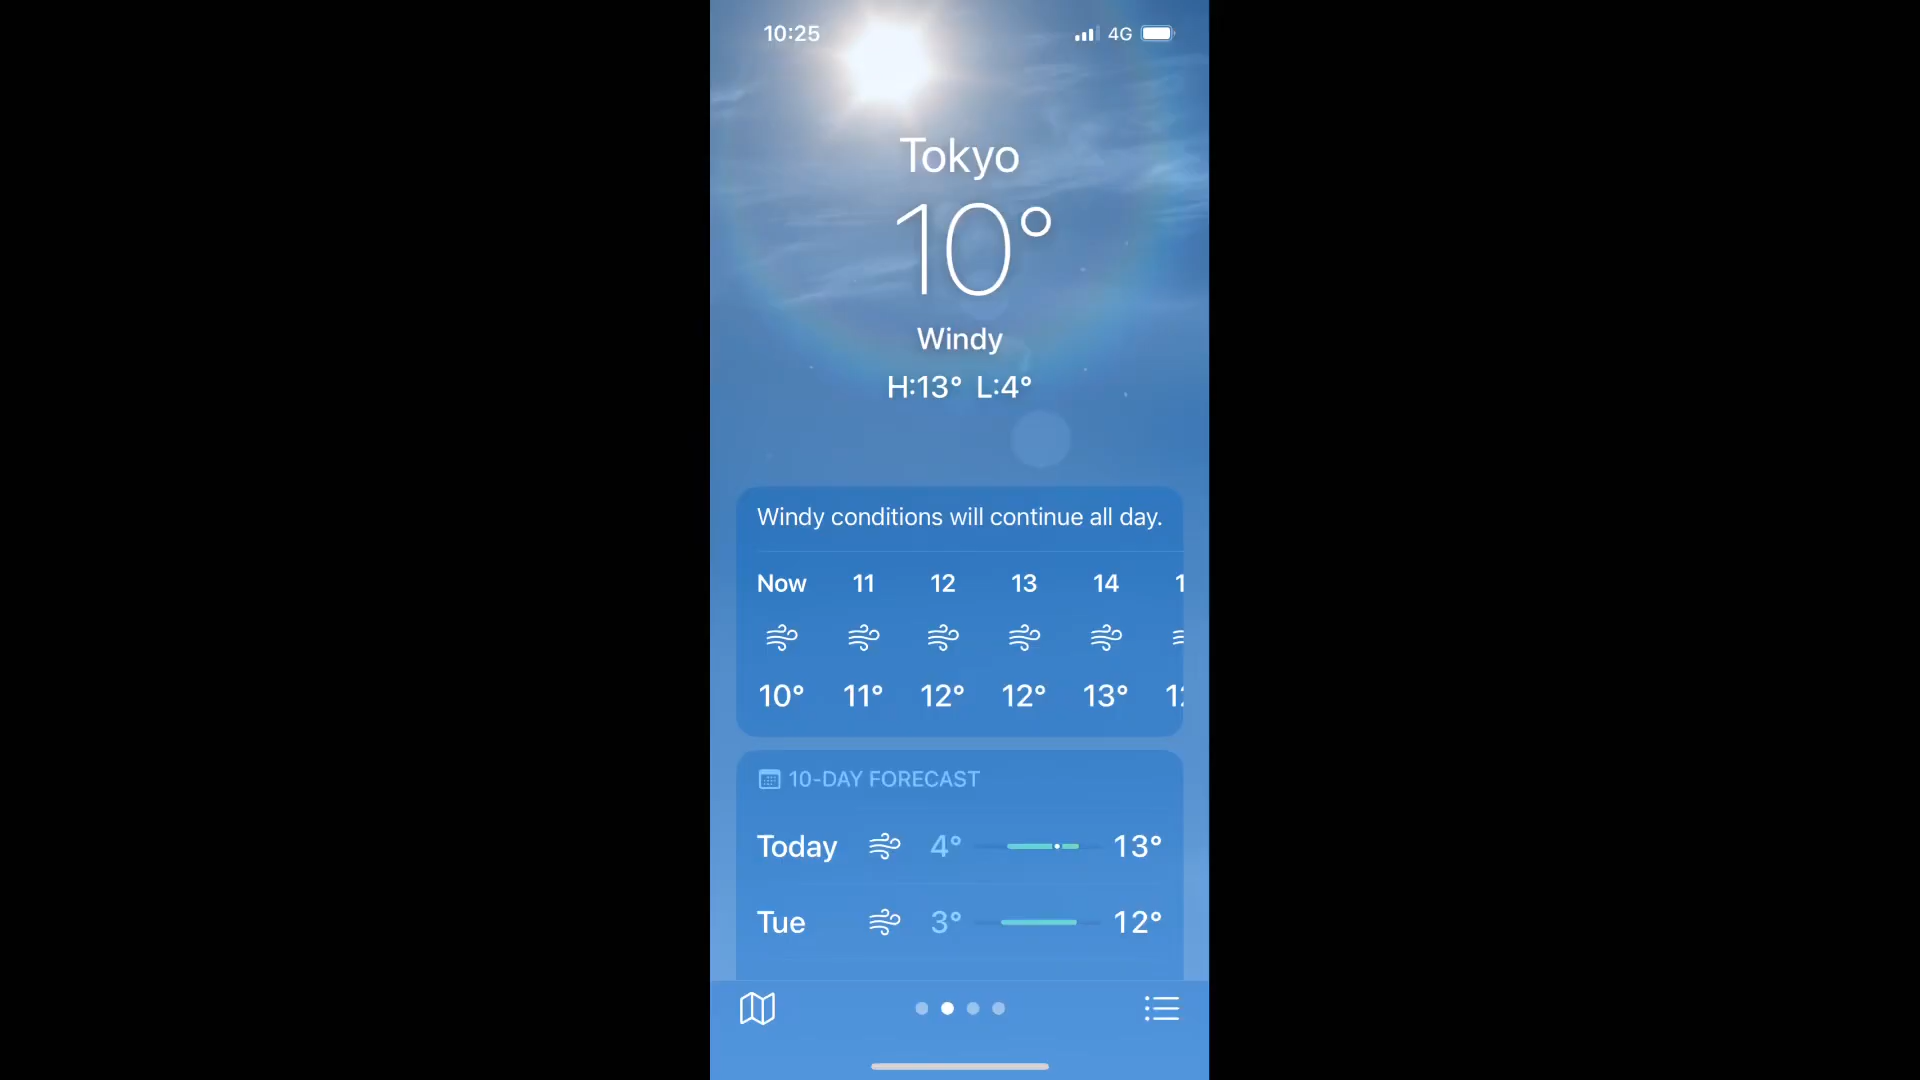 10:25 4G
Tokyo
10°
Windy
H:13° L:4°
Windy conditions will continue all day.
Now 11 12 13 14
10° 11° 12° 12° 13°
10-DAY FORECAST
Today 4° 13°
Tue 3° 12°